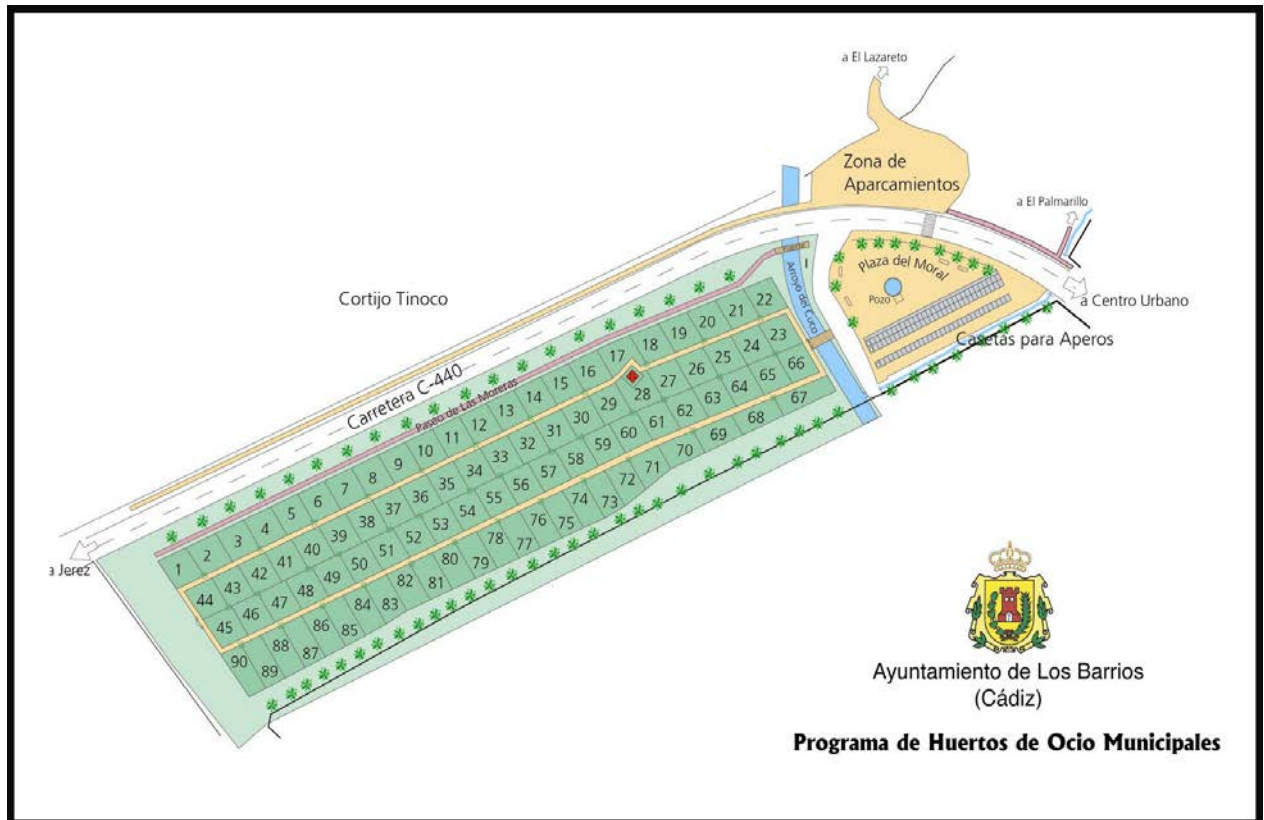 a El Lazareto
Zona de
Aparcamientos
a El Palmarillo
Plaza del Moral
Pozo
a Centro Urbano
Casetas para Aperos
Arroyo del Cuco
Cortijo Tinoco
Carretera C-440
Paseo de Las Moreras
a Jerez
1 2 3 4 5 6 7 8 9 10 11 12 13 14 15 16 17 18 19 20 21 22
44 43 42 41 40 39 38 37 36 35 34 33 32 31 30 29 28 27 26 25 24 23
45 46 47 48 49 50 51 52 53 54 55 56 57 58 59 60 61 62 63 64 65 66
90 89 88 87 86 85 84 83 82 81 80 79 78 77 76 75 74 73 72 71 70 69 68 67
Ayuntamiento de Los Barrios
(Cádiz)
Programa de Huertos de Ocio Municipales